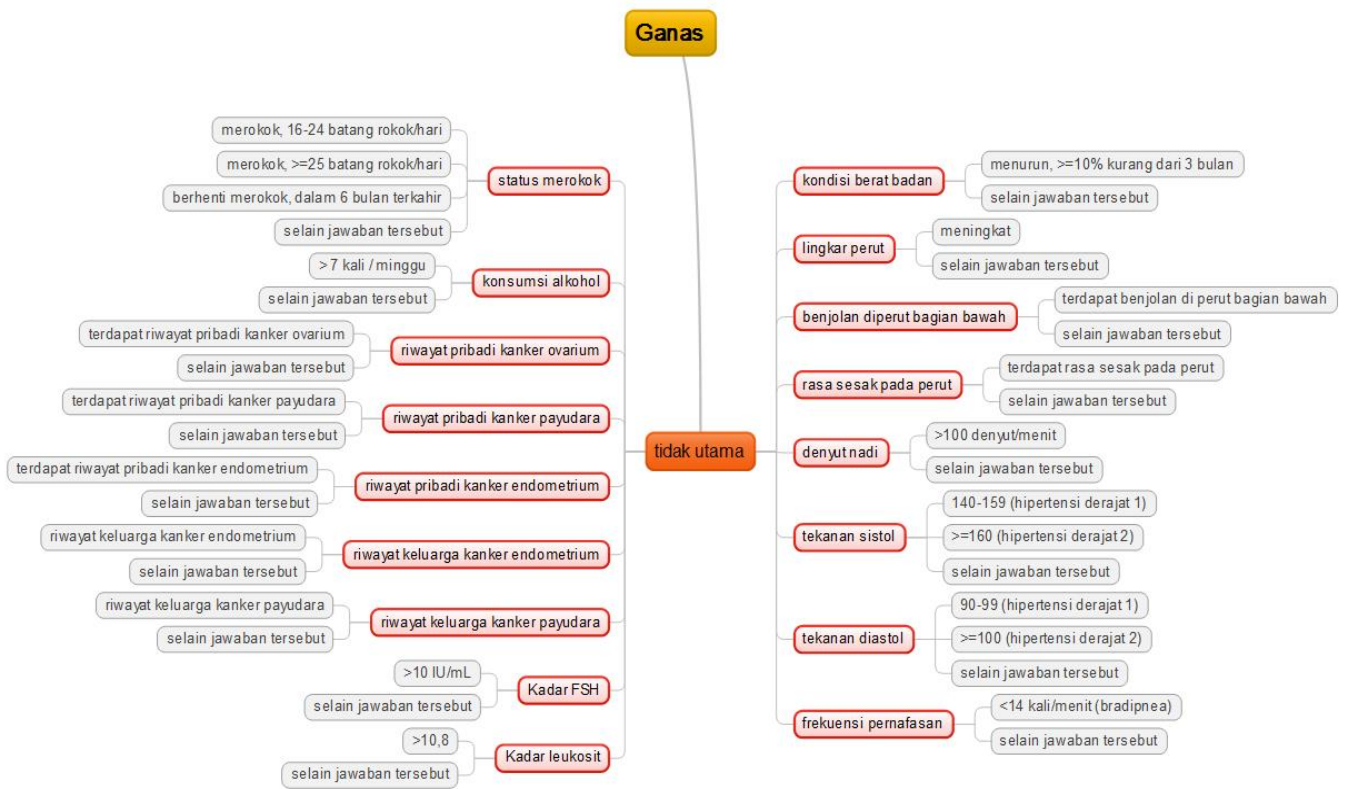 Ganas
merokok, 16-24 batang rokok/hari
merokok, >=25 batang rokok/hari
berhenti merokok, dalam 6 bulan terkahir
selain jawaban tersebut
status merokok
>7 kali / minggu
selain jawaban tersebut
konsumsi alkohol
terdapat riwayat pribadi kanker ovarium
selain jawaban tersebut
riwayat pribadi kanker ovarium
terdapat riwayat pribadi kanker payudara
selain jawaban tersebut
riwayat pribadi kanker payudara
terdapat riwayat pribadi kanker endometrium
selain jawaban tersebut
riwayat pribadi kanker endometrium
riwayat keluarga kanker endometrium
selain jawaban tersebut
riwayat keluarga kanker endometrium
riwayat keluarga kanker payudara
selain jawaban tersebut
riwayat keluarga kanker payudara
>10 IU/mL
selain jawaban tersebut
Kadar FSH
>10,8
selain jawaban tersebut
Kadar leukosit
tidak utama
kondisi berat badan
menurun, >=10% kurang dari 3 bulan
selain jawaban tersebut
lingkar perut
meningkat
selain jawaban tersebut
benjolan diperut bagian bawah
terdapat benjolan di perut bagian bawah
selain jawaban tersebut
rasa sesak pada perut
terdapat rasa sesak pada perut
selain jawaban tersebut
denyut nadi
>100 denyut/menit
selain jawaban tersebut
tekanan sistol
140-159 (hipertensi derajat 1)
>=160 (hipertensi derajat 2)
selain jawaban tersebut
tekanan diastol
90-99 (hipertensi derajat 1)
>=100 (hipertensi derajat 2)
selain jawaban tersebut
frekuensi pernafasan
<14 kali/menit (bradipnea)
selain jawaban tersebut